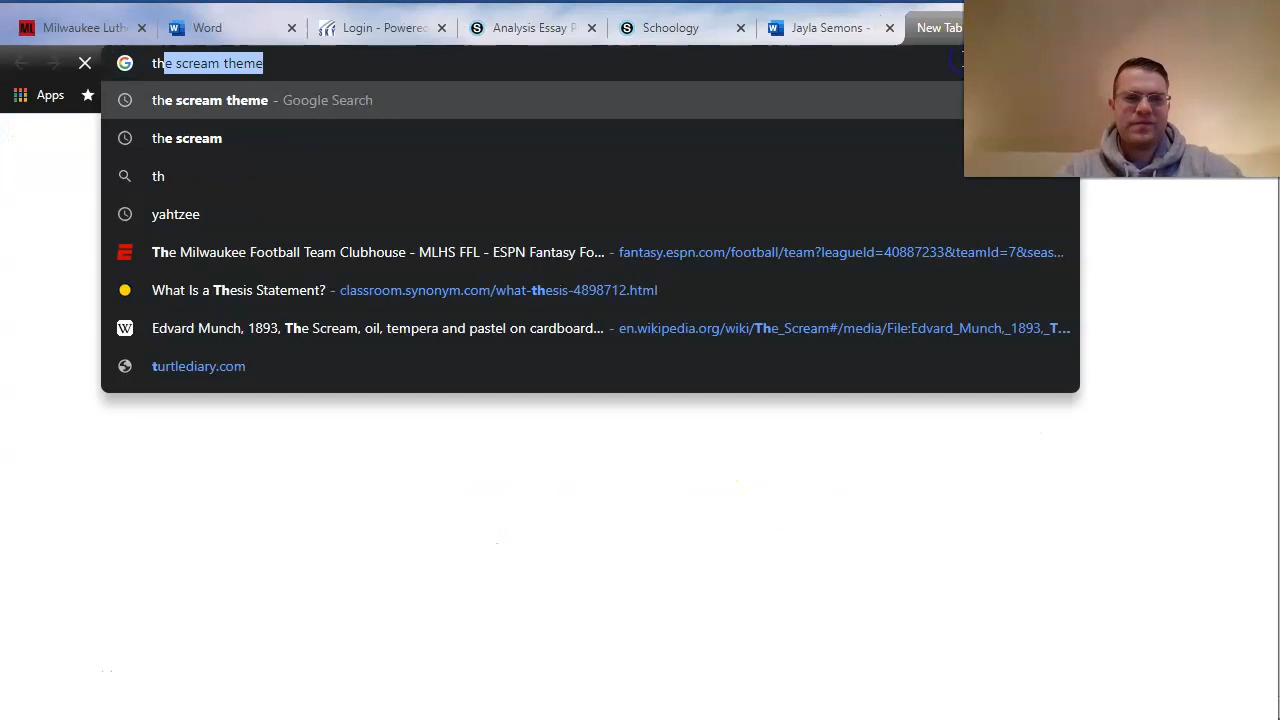 Milwaukee Luth
Word
Login - Powere
Analysis Essay P
Schoology
Jayla Semons -
New Tab
the scream theme
Apps
the scream theme - Google Search
the scream
th
yahtzee
The Milwaukee Football Team Clubhouse - MLHS FFL - ESPN Fantasy Fo... - fantasy.espn.com/football/team?leagueId=40887233&teamId=7&seas...
What Is a Thesis Statement? - classroom.synonym.com/what-thesis-4898712.html
Edvard Munch, 1893, The Scream, oil, tempera and pastel on cardboard... - en.wikipedia.org/wiki/The_Scream#/media/File:Edvard_Munch,_1893,_T...
turtlediary.com